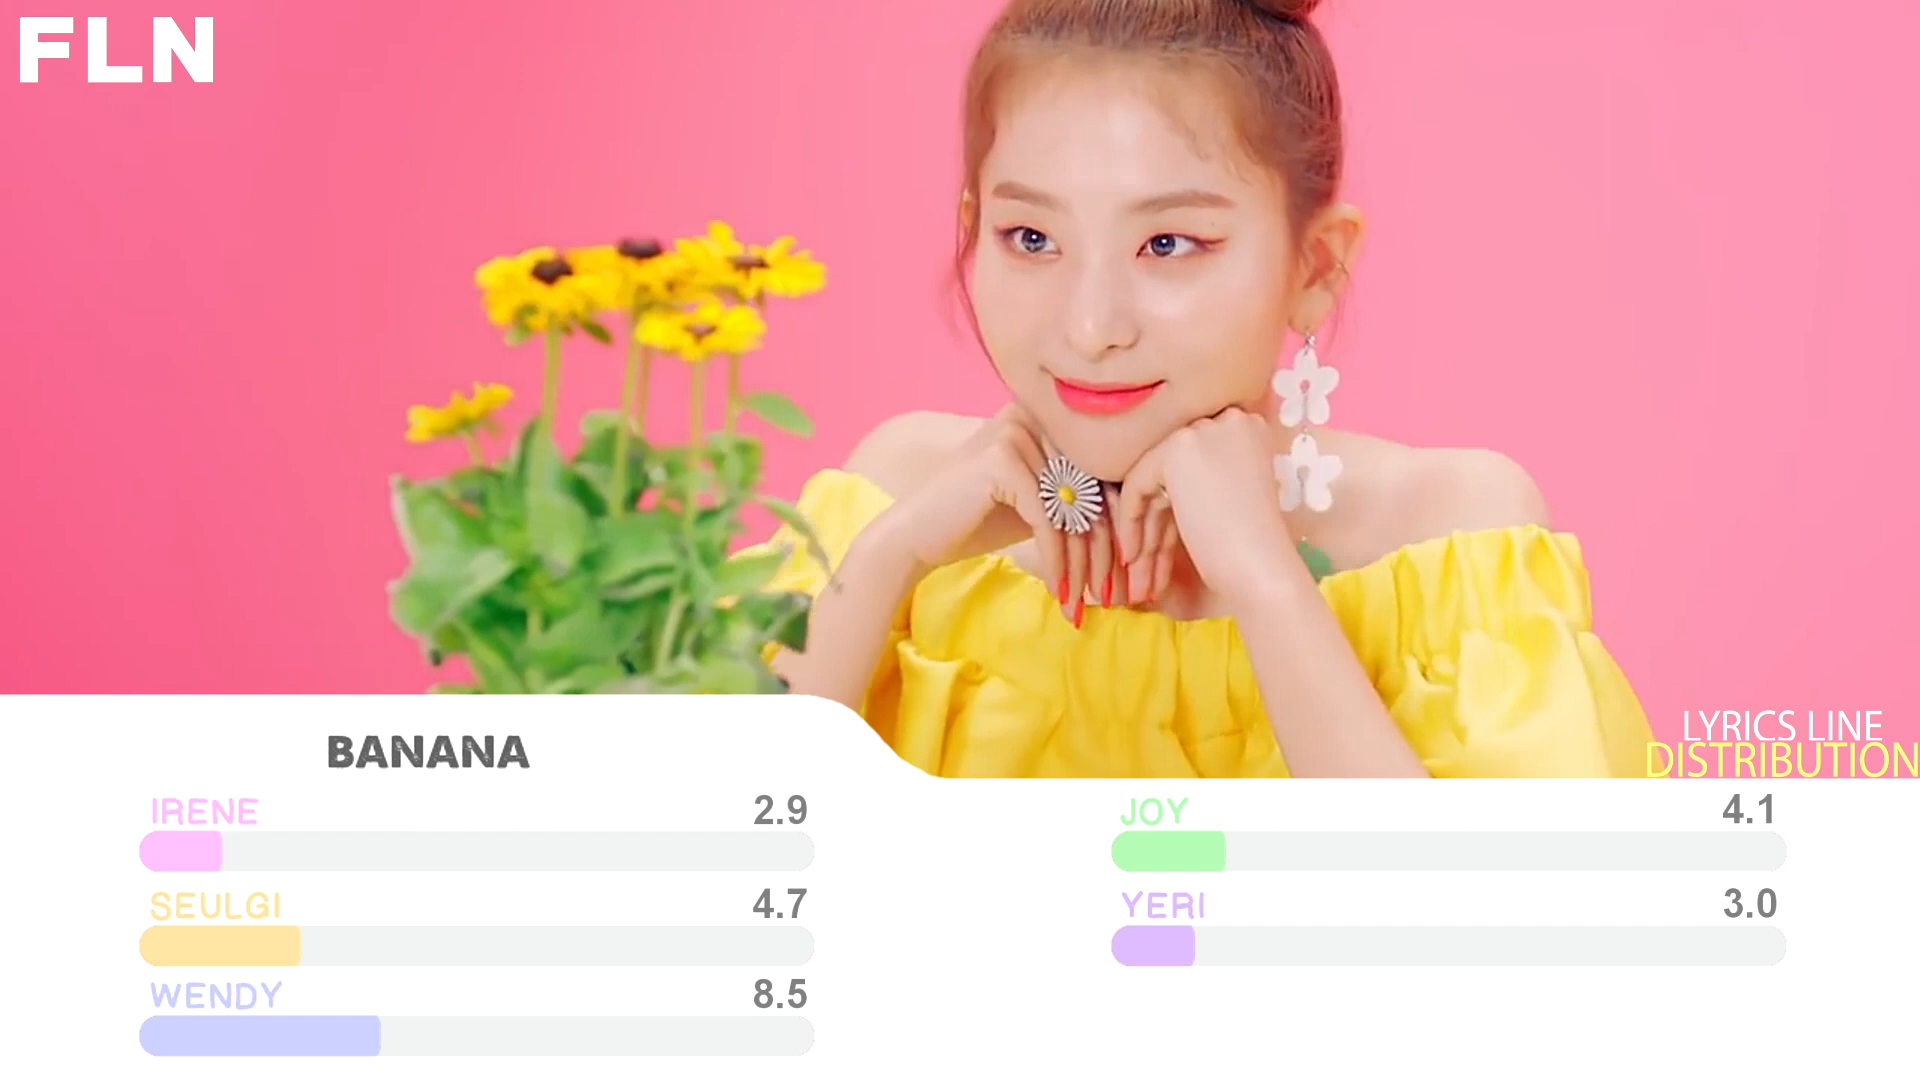 FLN
LYRICS LINE
DISTRIBUTION
BANANA
IRENE 2.9
SEULGI 4.7
WENDY 8.5
JOY 4.1
YERI 3.0